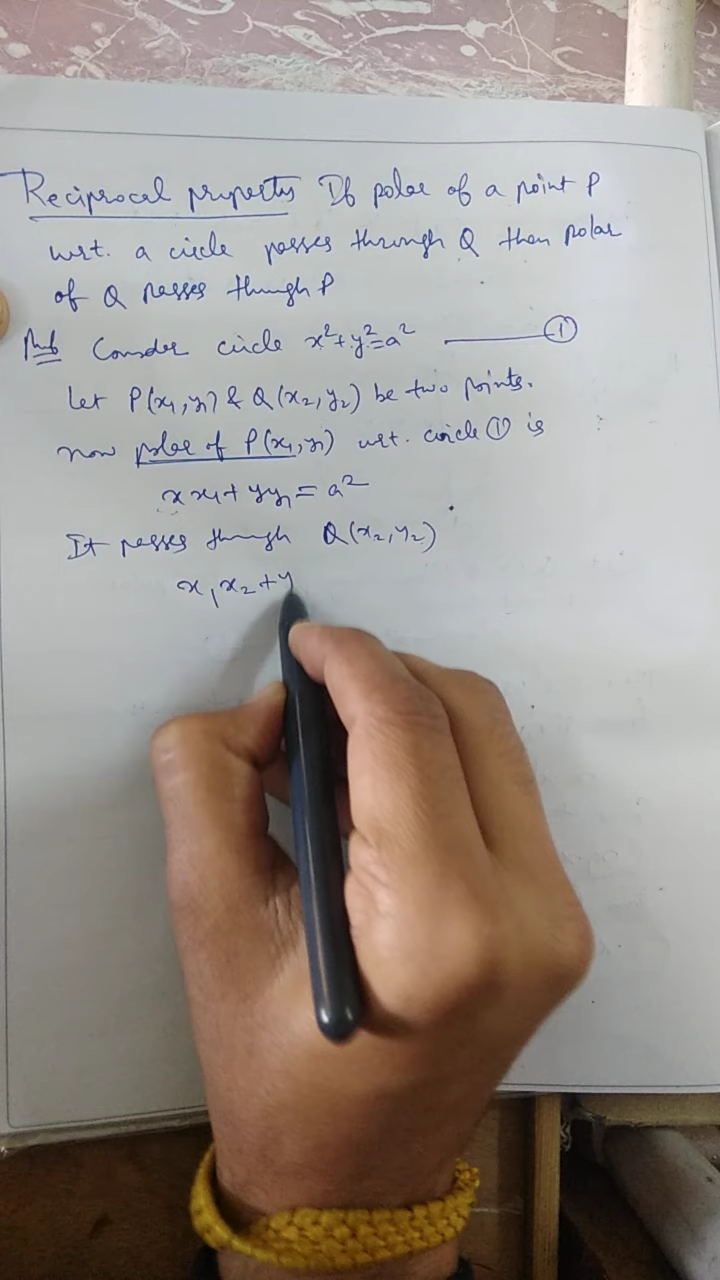 Reciprocal property If polar of a point P
w.r.t. a circle passes through Q then polar
of Q passes through P
Proof Consider circle x²+y²=a² ——— ①
Let P(x₁,y₁) & Q(x₂,y₂) be two points.
now polar of P(x₁,y₁) w.r.t. circle ① is
xx₁+yy₁=a²
It passes through Q(x₂,y₂)
x₁x₂+y